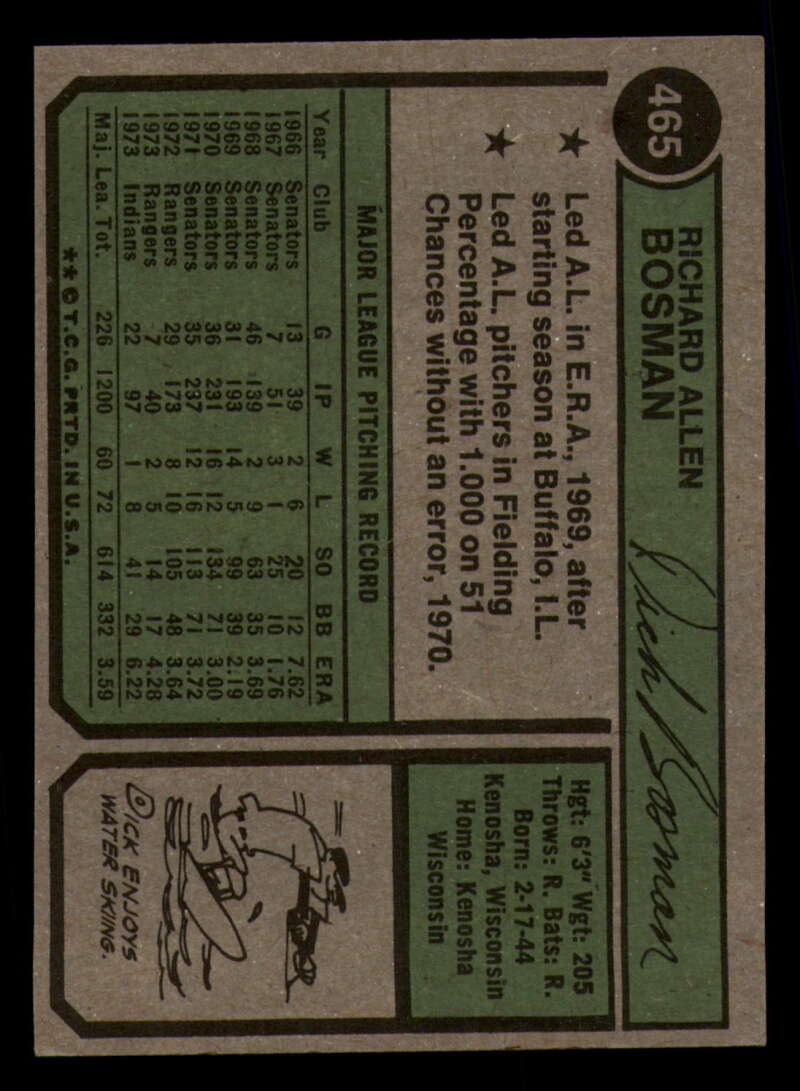 465
RICHARD ALLEN
BOSMAN
Dick Bosman
★ Led A.L. in E.R.A., 1969, after
starting season at Buffalo, I.L.
★ Led A.L. pitchers in Fielding
Percentage with 1.000 on 51
Chances without an error, 1970.
Hgt: 6'3" Wgt: 205
Throws: R. Bats: R.
Born: 2-17-44
Kenosha, Wisconsin
Home: Kenosha
Wisconsin
MAJOR LEAGUE PITCHING RECORD
Year Club G IP W L SO BB ERA
1966 Senators 13 39 2 6 20 12 7.62
1967 Senators 7 51 3 1 25 10 1.76
1968 Senators 46 139 2 9 63 35 3.69
1969 Senators 31 193 14 5 99 39 2.19
1970 Senators 36 231 16 12 134 71 3.00
1971 Senators 35 237 12 16 113 71 3.72
1972 Rangers 29 173 8 10 105 48 3.64
1973 Rangers 7 40 2 5 14 17 4.28
1973 Indians 22 97 1 8 41 29 6.22
Maj. Lea. Tot. 226 1200 60 72 614 332 3.59
**© T.C.G. PRTD. IN U.S.A.
DICK ENJOYS
WATER SKIING.